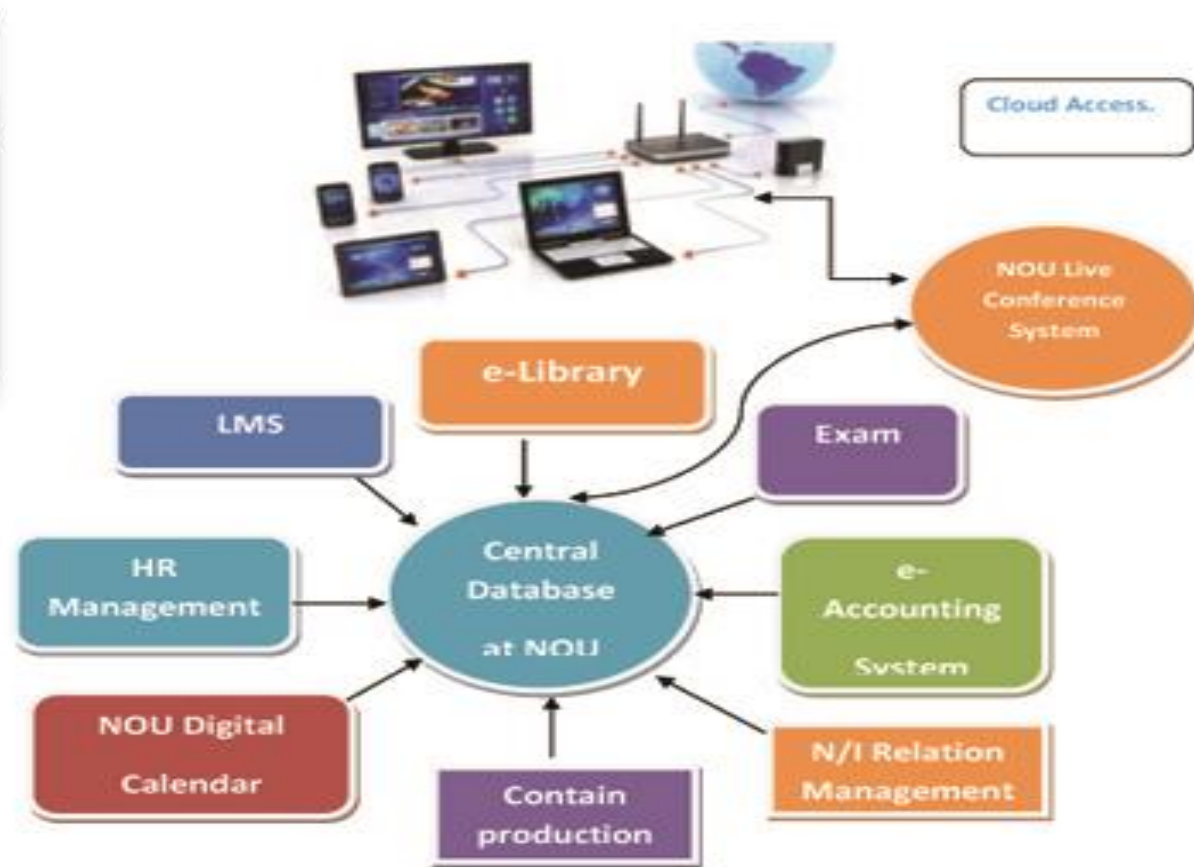 Cloud Access.
NOU Live
Conference
System
e-Library
LMS
Exam
Central
Database
at NOU
HR
Management
e-
Accounting
System
NOU Digital
Calendar
N/I Relation
Management
Contain
production